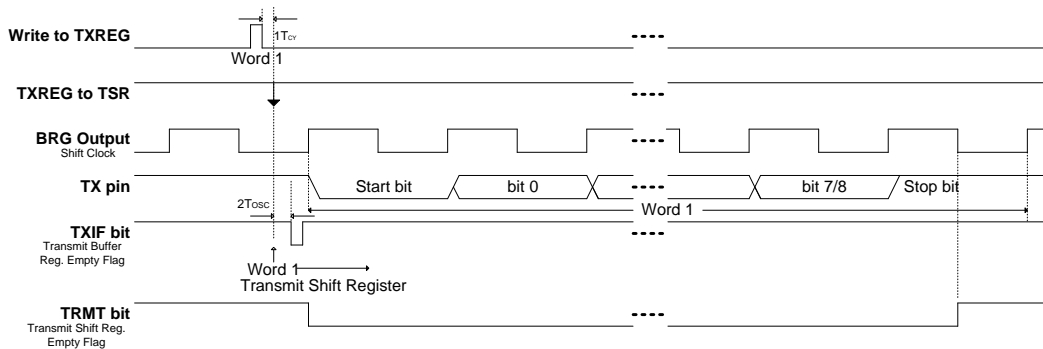 Write to TXREG
1TCY
Word 1
TXREG to TSR
BRG Output
Shift Clock
TX pin
Start bit
bit 0
bit 7/8
Stop bit
2TOSC
Word 1
TXIF bit
Transmit Buffer
Reg. Empty Flag
Word 1
Transmit Shift Register
TRMT bit
Transmit Shift Reg.
Empty Flag